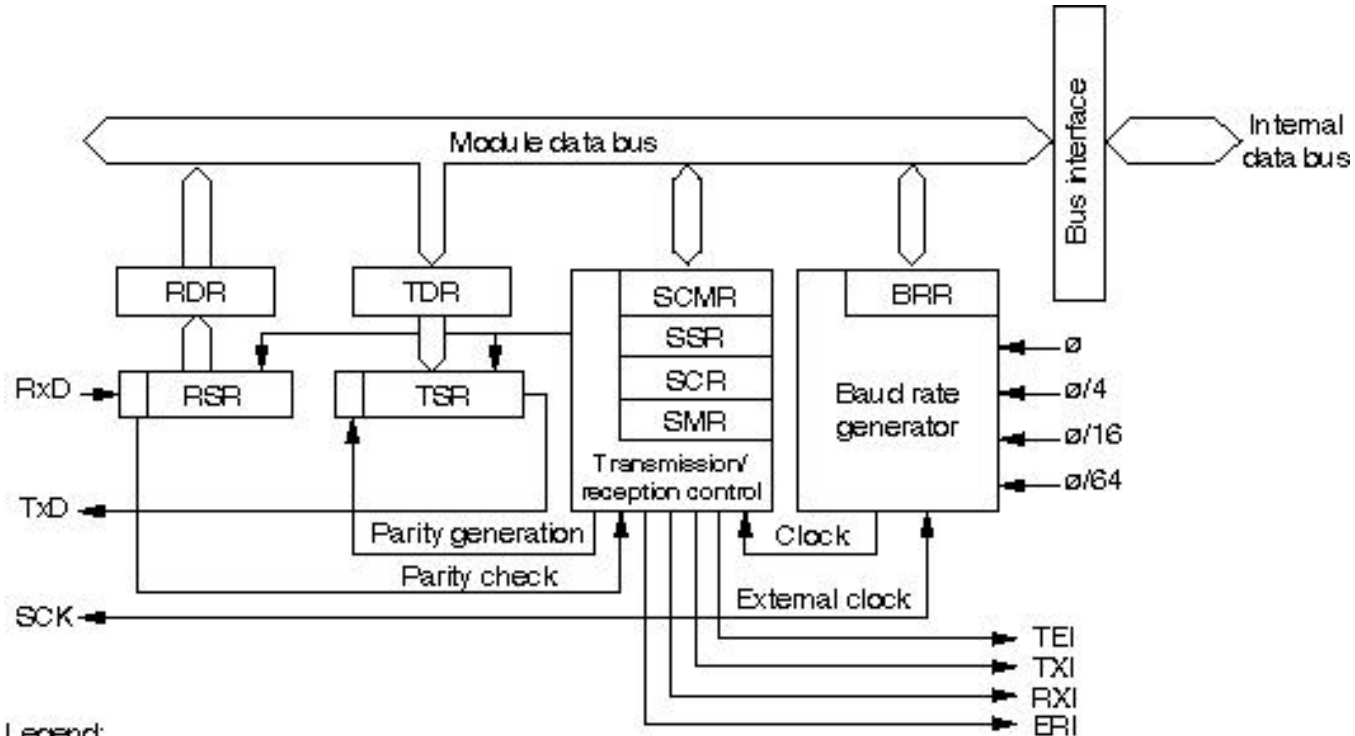 Module data bus
Bus interface
Internal
data bus
RDR
TDR
SCMR
BRR
SSR
ø
RxD
RSR
TSR
SCR
Baud rate
generator
ø/4
SMR
ø/16
Transmission/
reception control
ø/64
TxD
Parity generation
Clock
Parity check
External clock
SCK
TEI
TXI
RXI
ERI
Legend: